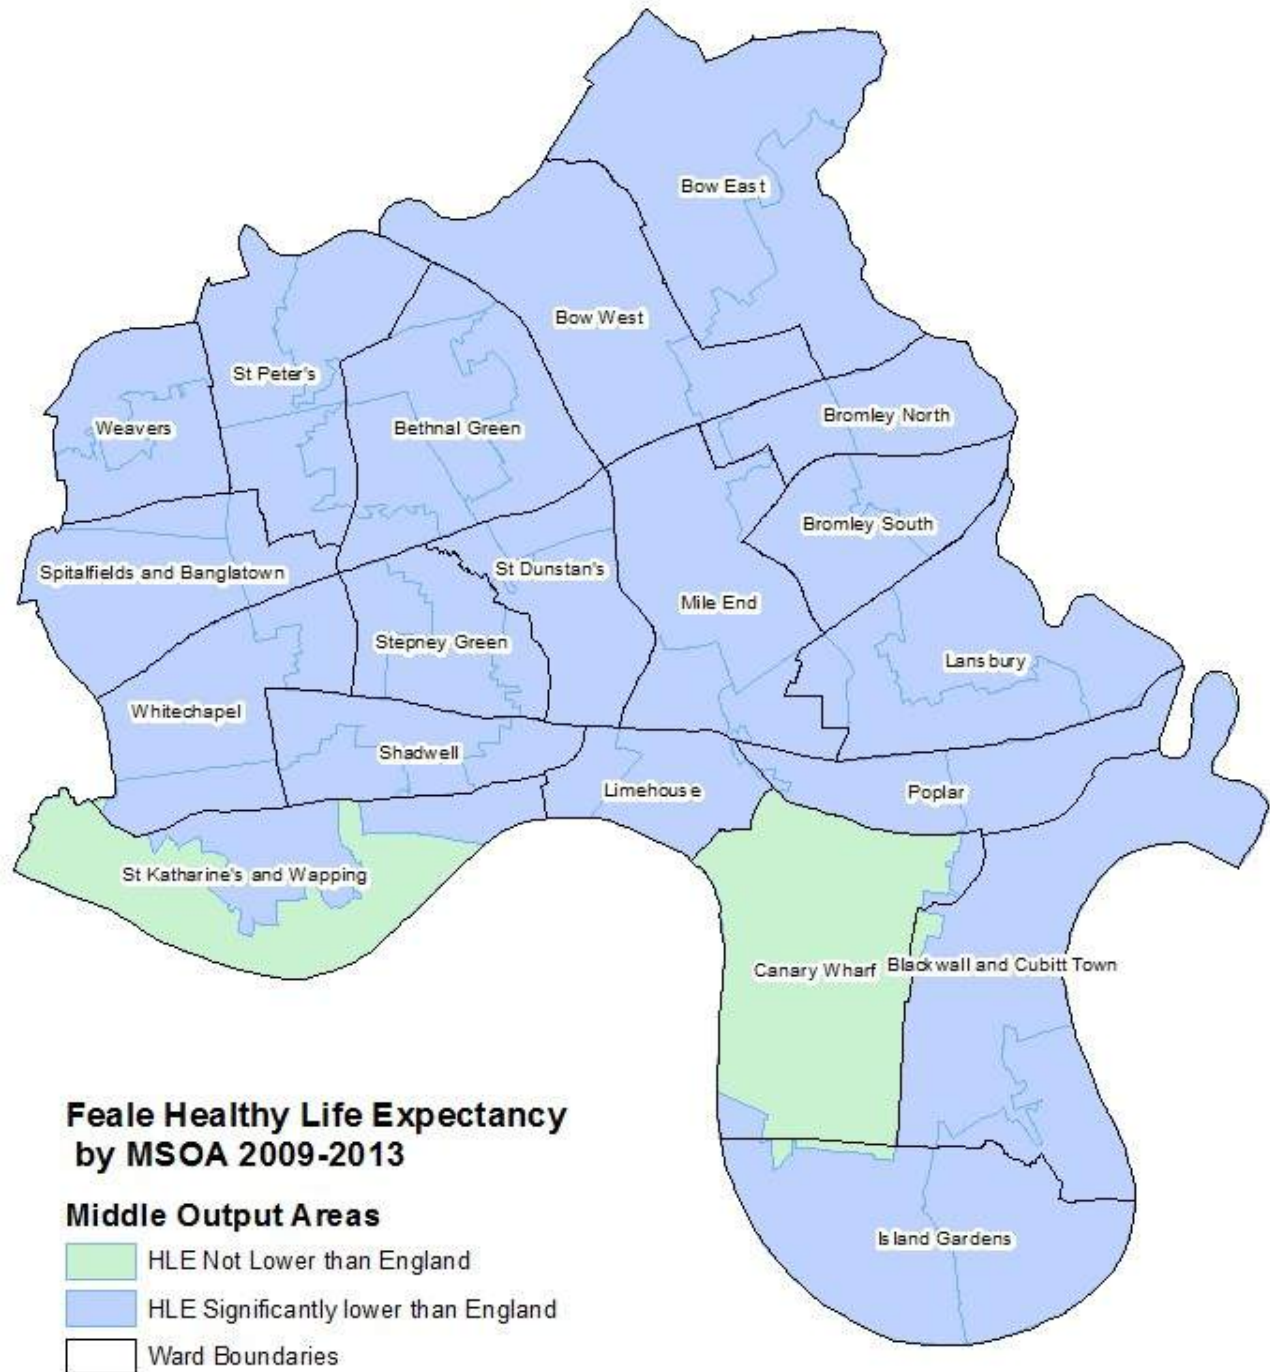 Bow East
Bow West
St Peter's
Weavers
Bethnal Green
Bromley North
Bromley South
Spitalfields and Banglatown
St Dunstan's
Mile End
Stepney Green
Lansbury
Whitechapel
Shadwell
Limehouse
Poplar
St Katharine's and Wapping
Canary Wharf
Blackwall and Cubitt Town
Island Gardens
Feale Healthy Life Expectancy
by MSOA 2009-2013
Middle Output Areas
HLE Not Lower than England
HLE Significantly lower than England
Ward Boundaries